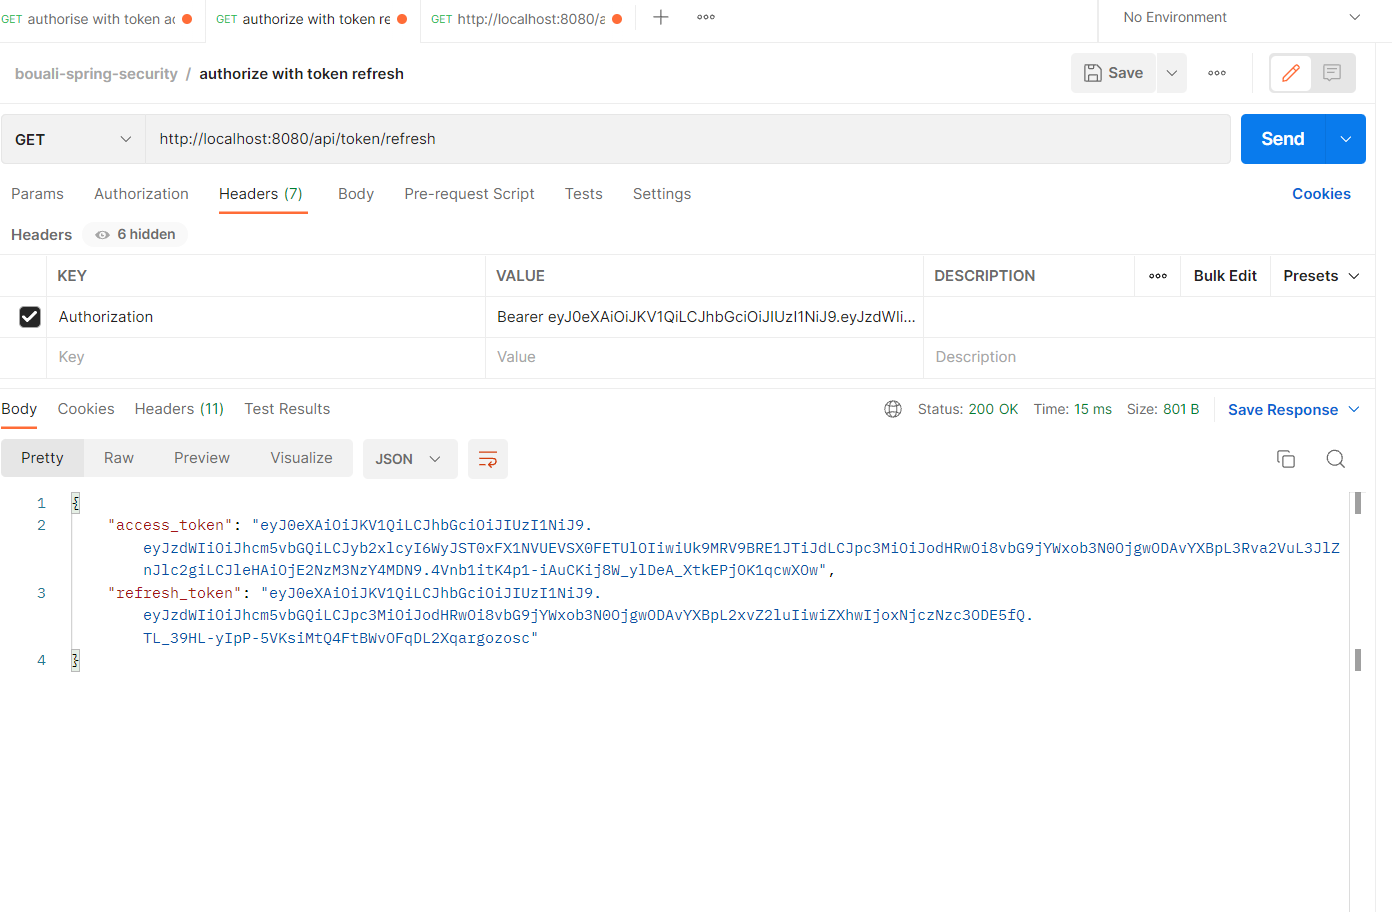 GET authorise with token ac
GET authorize with token re
GET http://localhost:8080/a
No Environment
bouali-spring-security / authorize with token refresh
Save
GET
http://localhost:8080/api/token/refresh
Send
Params Authorization Headers (7) Body Pre-request Script Tests Settings Cookies
Headers 6 hidden
KEY VALUE DESCRIPTION Bulk Edit Presets
Authorization Bearer eyJ0eXAiOiJKV1QiLCJhbGciOiJIUzI1NiJ9.eyJzdWIi...
Key Value Description
Body Cookies Headers (11) Test Results Status: 200 OK Time: 15 ms Size: 801 B Save Response
Pretty Raw Preview Visualize JSON
1 {
2 "access_token": "eyJ0eXAiOiJKV1QiLCJhbGciOiJIUzI1NiJ9.
eyJzdWIiOiJhcm5vbGQiLCJyb2xlcyI6WyJST0xFX1NVUEVSX0FETUlOIiwiUk9MRV9BRE1JTiJdLCJpc3MiOiJodHRwOi8vbG9jYWxob3N0OjgwODAvYXBpL3Rva2VuL3JlZ
nJlc2giLCJleHAiOjE2NzM3NzY4MDN9.4Vnb1itK4p1-iAuCKij8W_ylDeA_XtkEPjOK1qcwXOw",
3 "refresh_token": "eyJ0eXAiOiJKV1QiLCJhbGciOiJIUzI1NiJ9.
eyJzdWIiOiJhcm5vbGQiLCJpc3MiOiJodHRwOi8vbG9jYWxob3N0OjgwODAvYXBpL2xvZ2luIiwiZXhwIjoxNjczNzc3ODE5fQ.
TL_39HL-yIpP-5VKsiMtQ4FtBWvOFqDL2Xqargozosc"
4 }